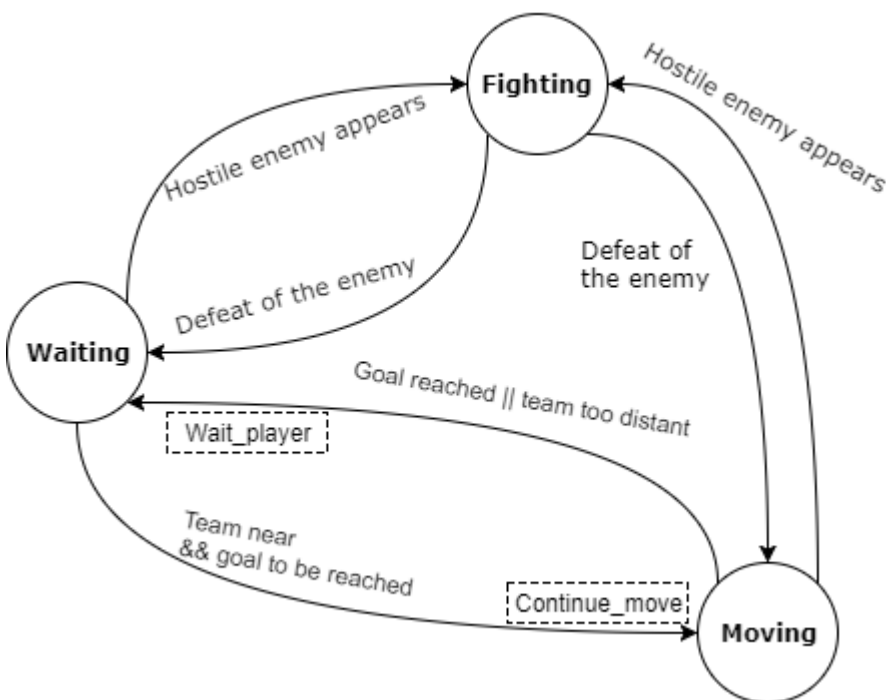 Fighting
Hostile enemy appears
Hostile enemy appears
Defeat of
the enemy
Defeat of the enemy
Waiting
Goal reached || team too distant
Wait_player
Team near
&& goal to be reached
Continue_move
Moving